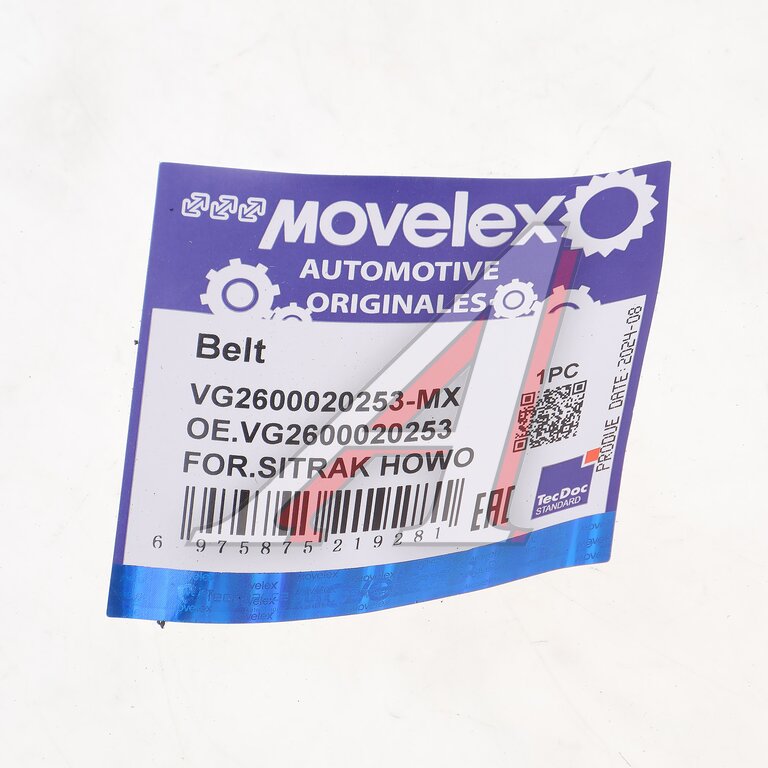 MOVeLEX
AUTOMOTIVE
ORIGINALES
Belt
VG2600020253-MX
OE.VG2600020253
FOR.SITRAK HOWO
1PC
PRODUE DATE:2024-08
TecDoc
STANDARD
EAC
6 975875 219281